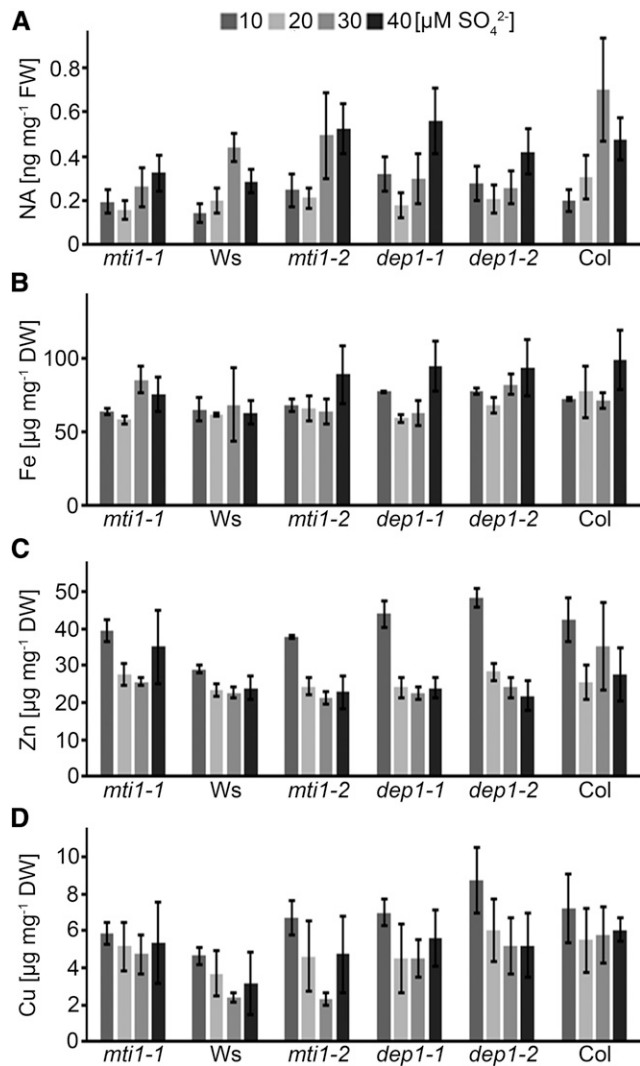 A
10 20 30 40 [µM SO₄²⁻]
NA [ng mg⁻¹ FW]
0.8
0.6
0.4
0.2
0
mti1-1 Ws mti1-2 dep1-1 dep1-2 Col
B
Fe [µg mg⁻¹ DW]
100
50
0
mti1-1 Ws mti1-2 dep1-1 dep1-2 Col
C
Zn [µg mg⁻¹ DW]
50
40
30
20
10
0
mti1-1 Ws mti1-2 dep1-1 dep1-2 Col
D
Cu [µg mg⁻¹ DW]
10
8
6
4
2
0
mti1-1 Ws mti1-2 dep1-1 dep1-2 Col